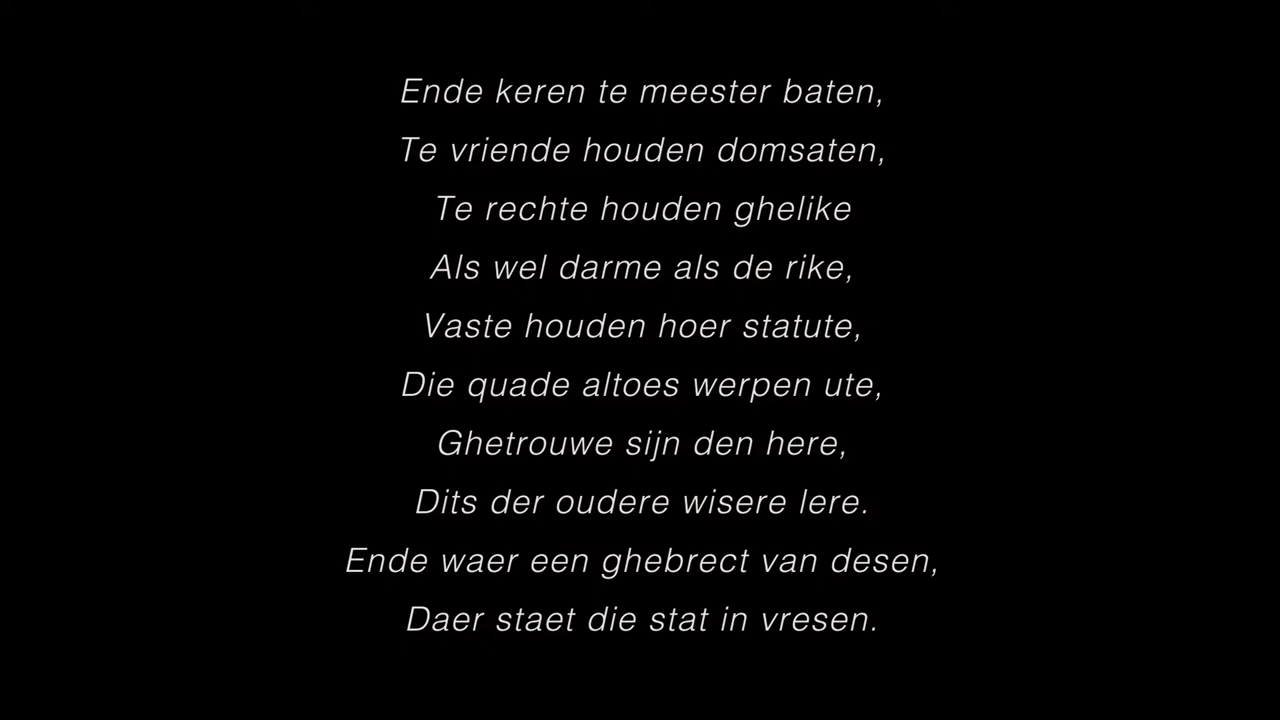 Ende keren te meester baten,
Te vriende houden domsaten,
Te rechte houden ghelike
Als wel darme als de rike,
Vaste houden hoer statute,
Die quade altoes werpen ute,
Ghetrouwe sijn den here,
Dits der oudere wisere lere.
Ende waer een ghebrect van desen,
Daer staet die stat in vresen.